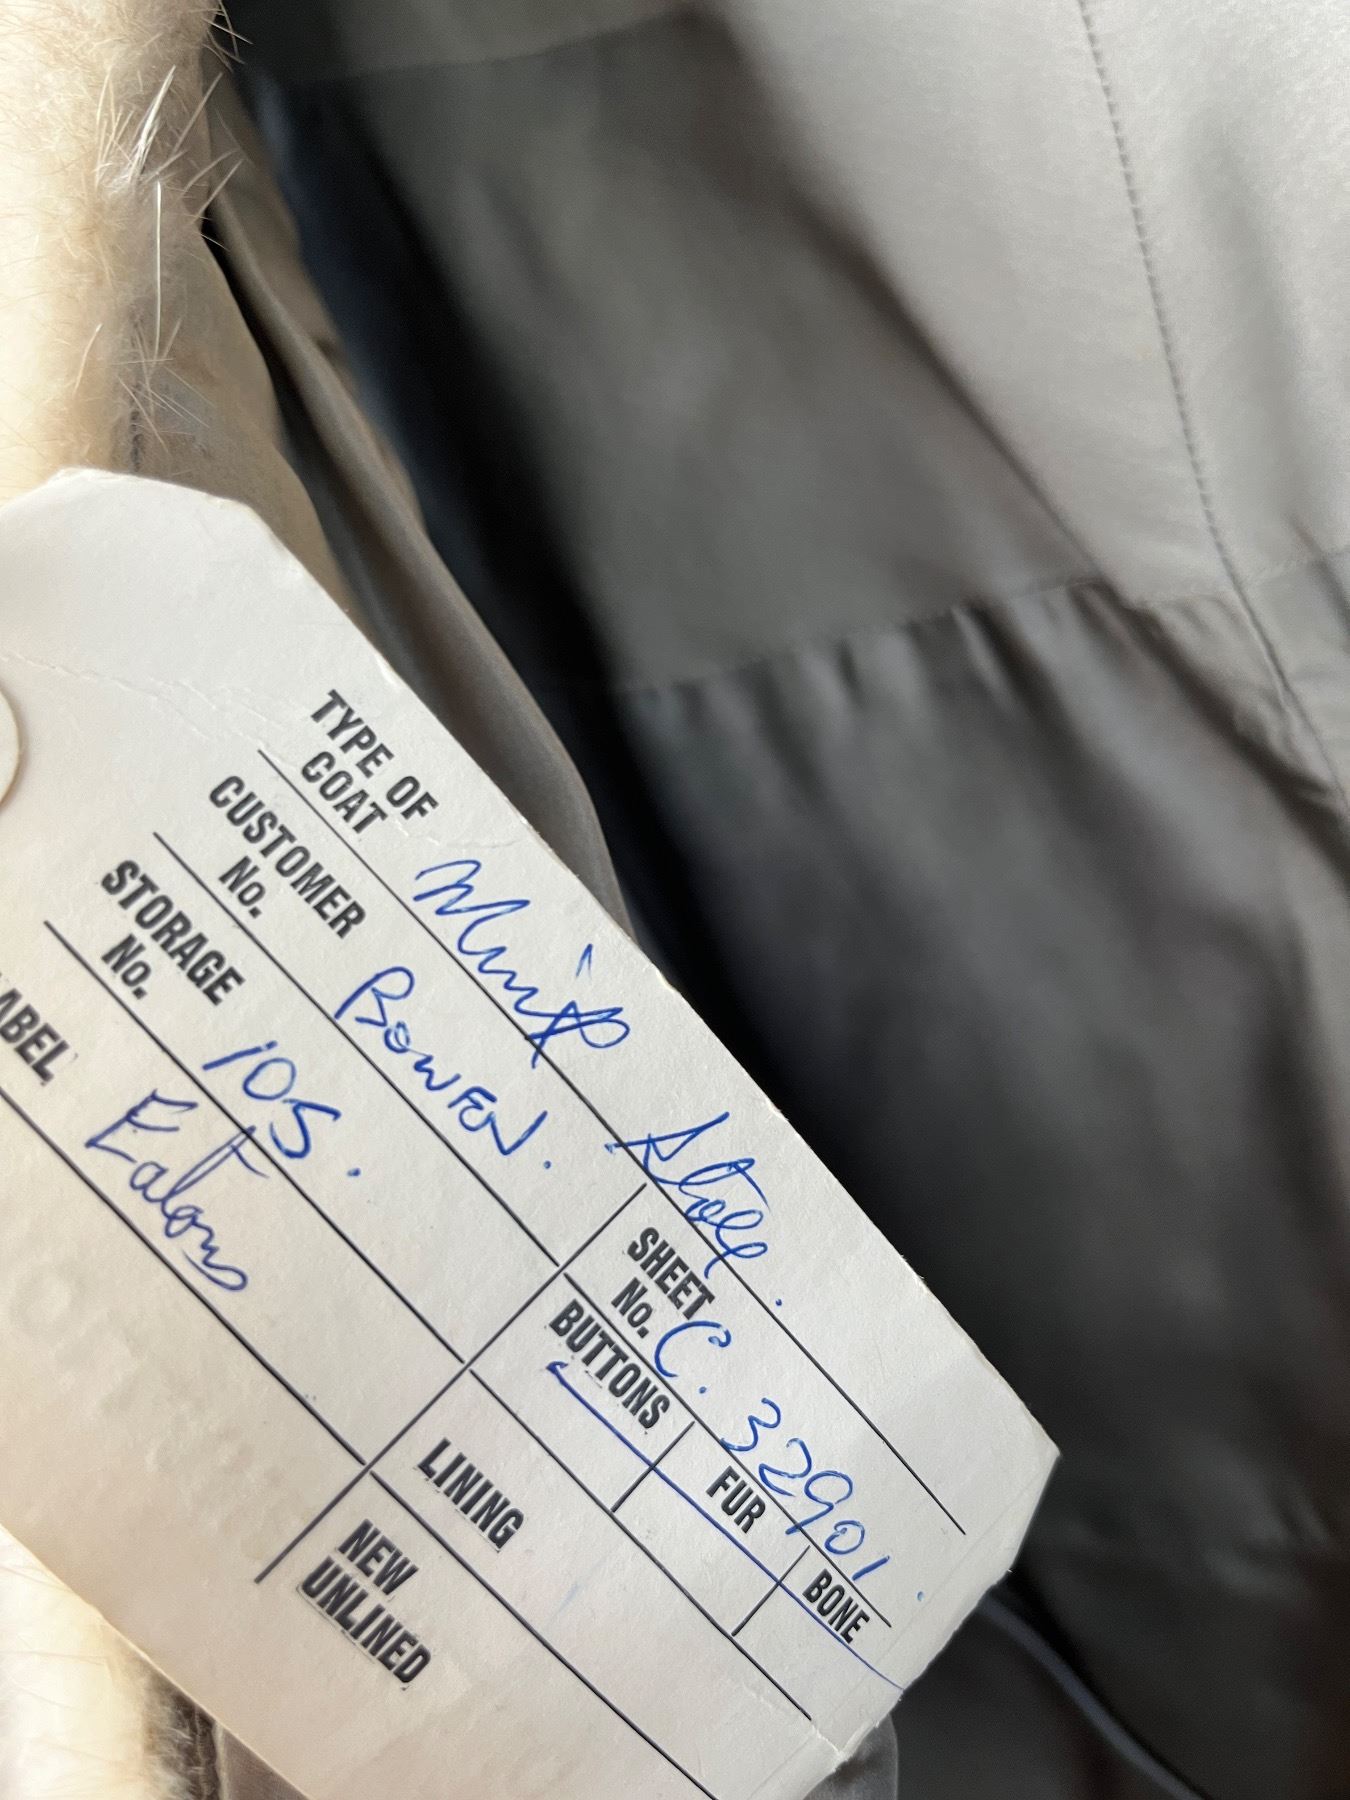 TYPE OF COAT Mink Stole.
CUSTOMER No. BOWEN.
SHEET No. C. 32901.
STORAGE No. 105.
BUTTONS FUR BONE
LABEL Eatons
LINING
NEW
UNLINED